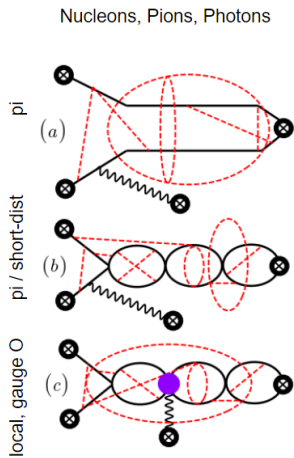 Nucleons, Pions, Photons
pi
(a)
pi / short-dist
(b)
local, gauge O
(c)